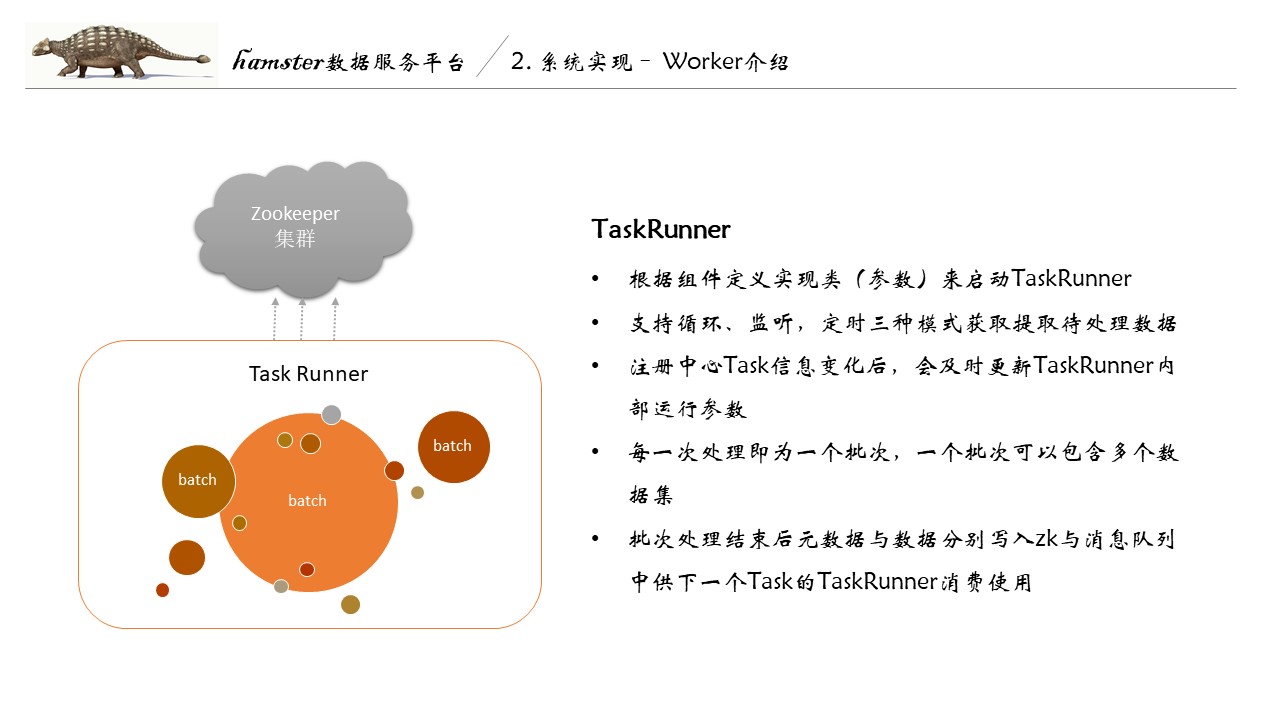 hamster数据服务平台
2. 系统实现 – Worker介绍
Zookeeper
集群
Task Runner
batch
batch
batch
TaskRunner
• 根据组件定义实现类（参数）来启动TaskRunner
• 支持循环、监听，定时三种模式获取提取待处理数据
• 注册中心Task信息变化后，会及时更新TaskRunner内
部运行参数
• 每一次处理即为一个批次，一个批次可以包含多个数
据集
• 批次处理结束后元数据与数据分别写入zk与消息队列
中供下一个Task的TaskRunner消费使用